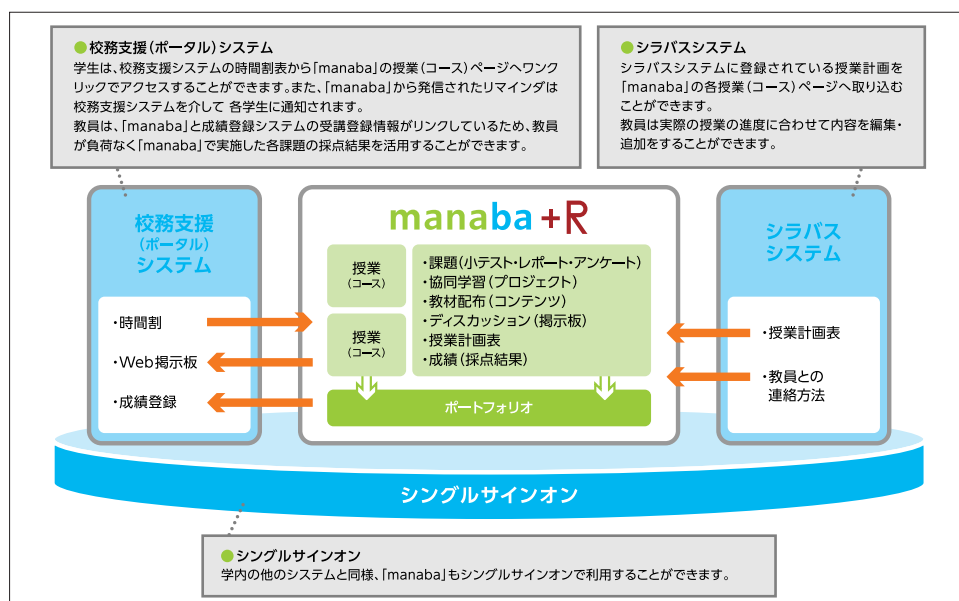 ●校務支援(ポータル)システム
学生は、校務支援システムの時間割表から「manaba」の授業(コース)ページへワンク
リックでアクセスすることができます。また、「manaba」から発信されたリマインダは
校務支援システムを介して 各学生に通知されます。
教員は、「manaba」と成績登録システムの受講登録情報がリンクしているため、教員
が負荷なく「manaba」で実施した各課題の採点結果を活用することができます。
●シラバスシステム
シラバスシステムに登録されている授業計画を
「manaba」の各授業(コース)ページへ取り込む
ことができます。
教員は実際の授業の進度に合わせて内容を編集・
追加をすることができます。
校務支援
(ポータル)
システム
・時間割
・Web掲示板
・成績登録
manaba +R
授業
(コース)
授業
(コース)
・課題(小テスト・レポート・アンケート)
・協同学習(プロジェクト)
・教材配布(コンテンツ)
・ディスカッション(掲示板)
・授業計画表
・成績(採点結果)
ポートフォリオ
シラバス
システム
・授業計画表
・教員との
連絡方法
シングルサインオン
●シングルサインオン
学内の他のシステムと同様、「manaba」もシングルサインオンで利用することができます。